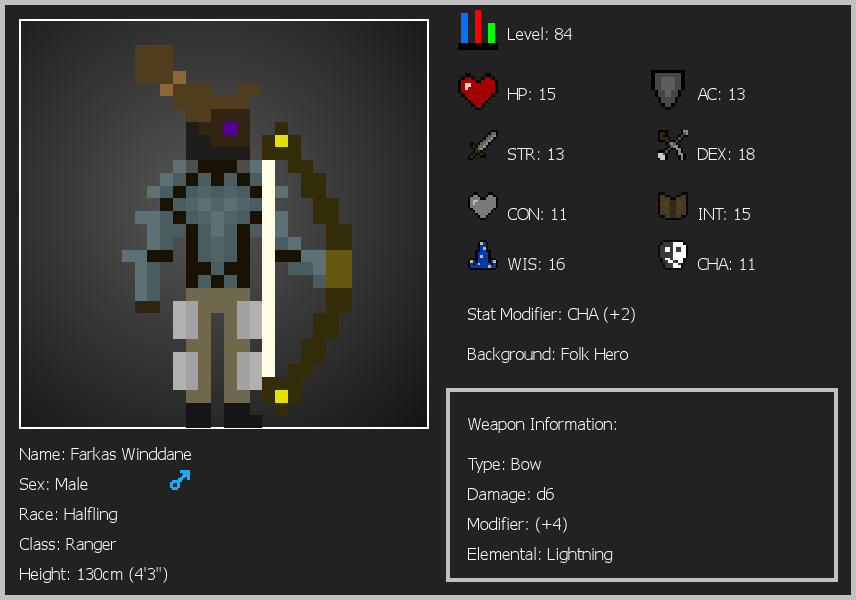 Level: 84
HP: 15
AC: 13
STR: 13
DEX: 18
CON: 11
INT: 15
WIS: 16
CHA: 11
Stat Modifier: CHA (+2)
Background: Folk Hero
Weapon Information:
Type: Bow
Damage: d6
Modifier: (+4)
Elemental: Lightning
Name: Farkas Winddane
Sex: Male
Race: Halfling
Class: Ranger
Height: 130cm (4'3")